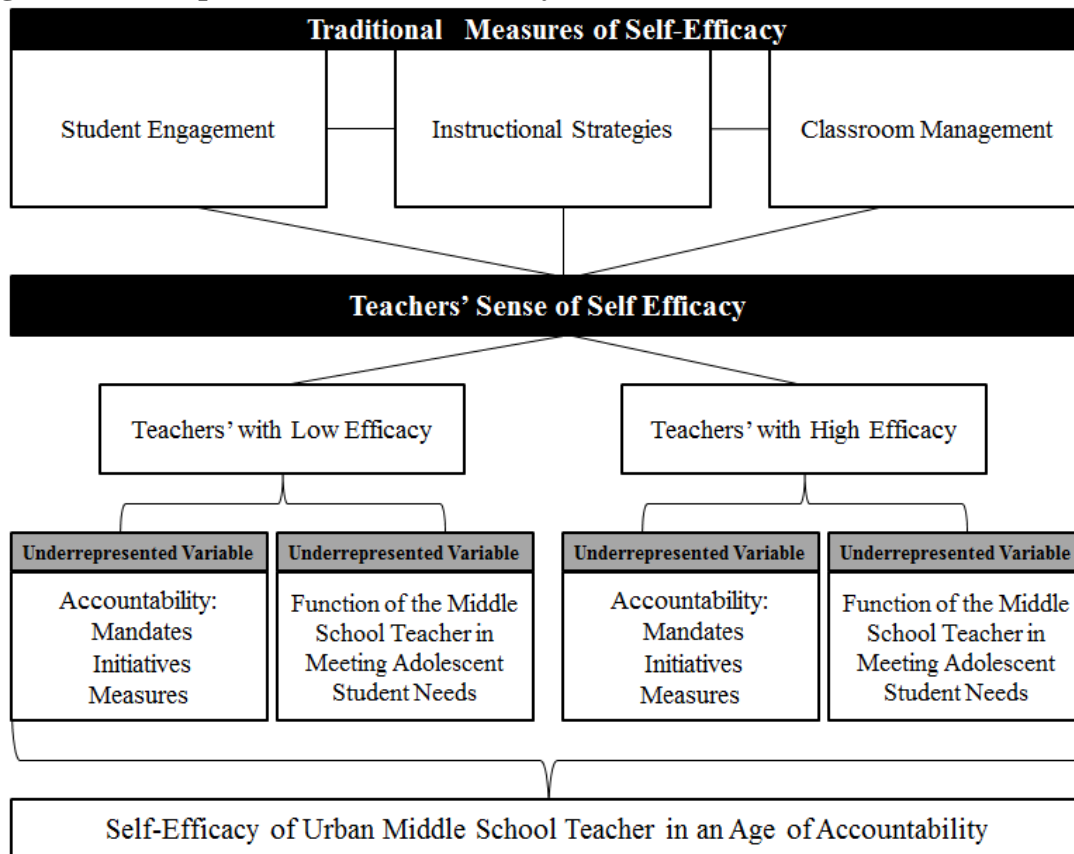 Traditional Measures of Self-Efficacy
Student Engagement
Instructional Strategies
Classroom Management
Teachers' Sense of Self Efficacy
Teachers' with Low Efficacy
Teachers' with High Efficacy
Underrepresented Variable
Accountability:
Mandates
Initiatives
Measures
Underrepresented Variable
Function of the Middle
School Teacher in
Meeting Adolescent
Student Needs
Underrepresented Variable
Accountability:
Mandates
Initiatives
Measures
Underrepresented Variable
Function of the Middle
School Teacher in
Meeting Adolescent
Student Needs
Self-Efficacy of Urban Middle School Teacher in an Age of Accountability